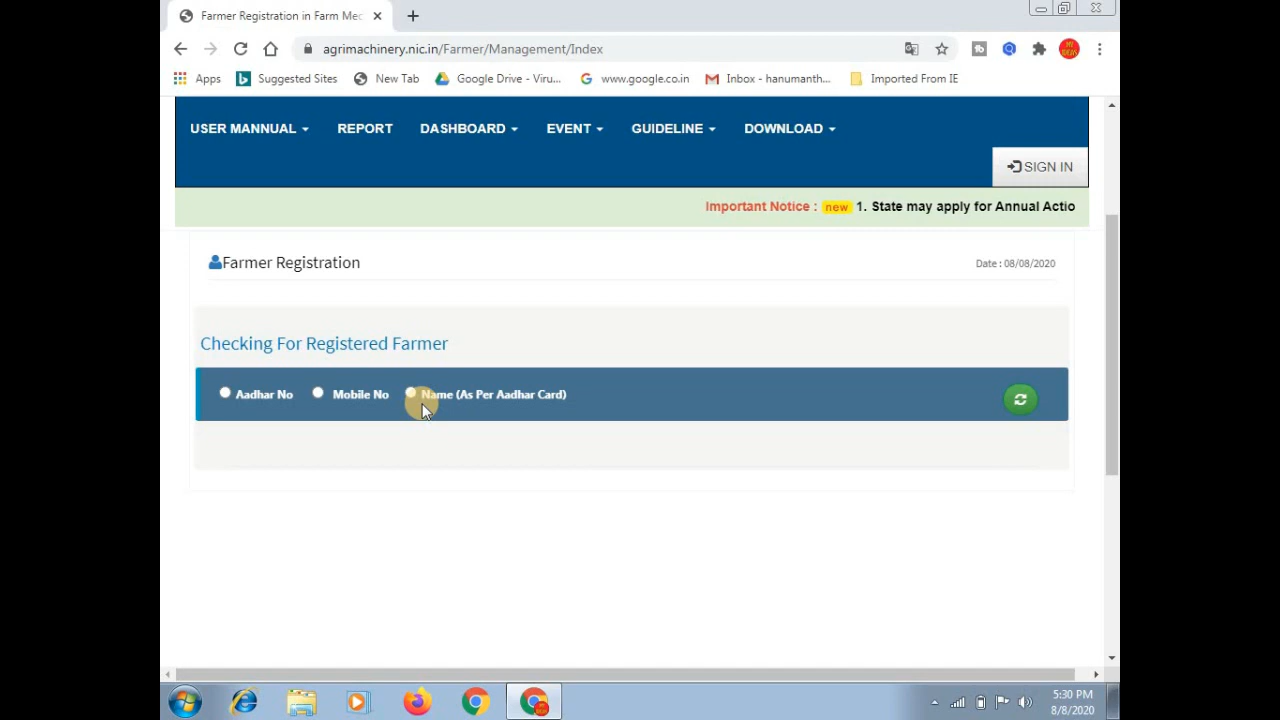 Farmer Registration in Farm Mec
agrimachinery.nic.in/Farmer/Management/Index
Apps Suggested Sites New Tab Google Drive - Viru... www.google.co.in Inbox - hanumanth... Imported From IE
USER MANNUAL REPORT DASHBOARD EVENT GUIDELINE DOWNLOAD
SIGN IN
Important Notice : new 1. State may apply for Annual Actio
Farmer Registration Date : 08/08/2020
Checking For Registered Farmer
Aadhar No Mobile No Name (As Per Aadhar Card)
5:30 PM
8/8/2020